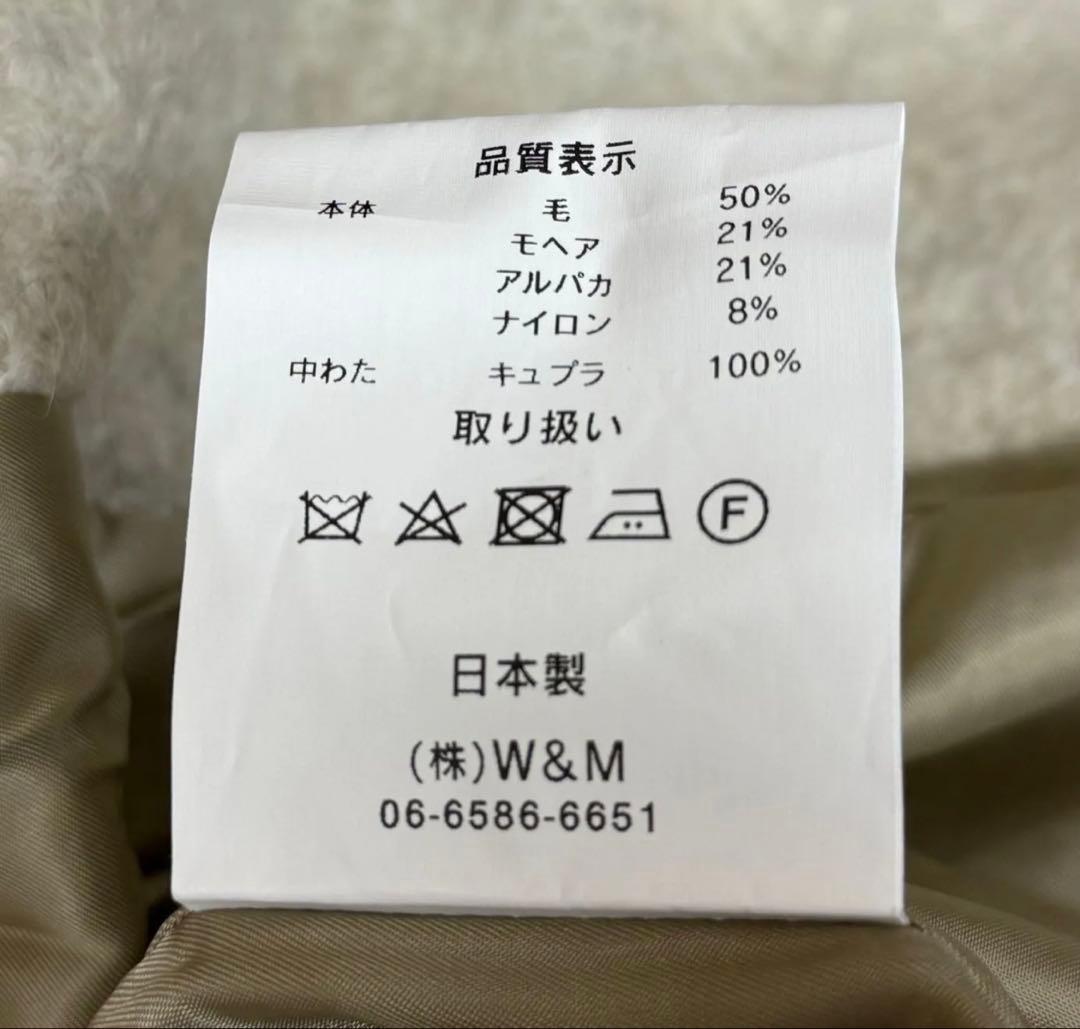 品質表示
本体 毛 50%
モヘア 21%
アルパカ 21%
ナイロン 8%
中わた キュプラ 100%
取り扱い
F
日本製
(株)W&M
06-6586-6651